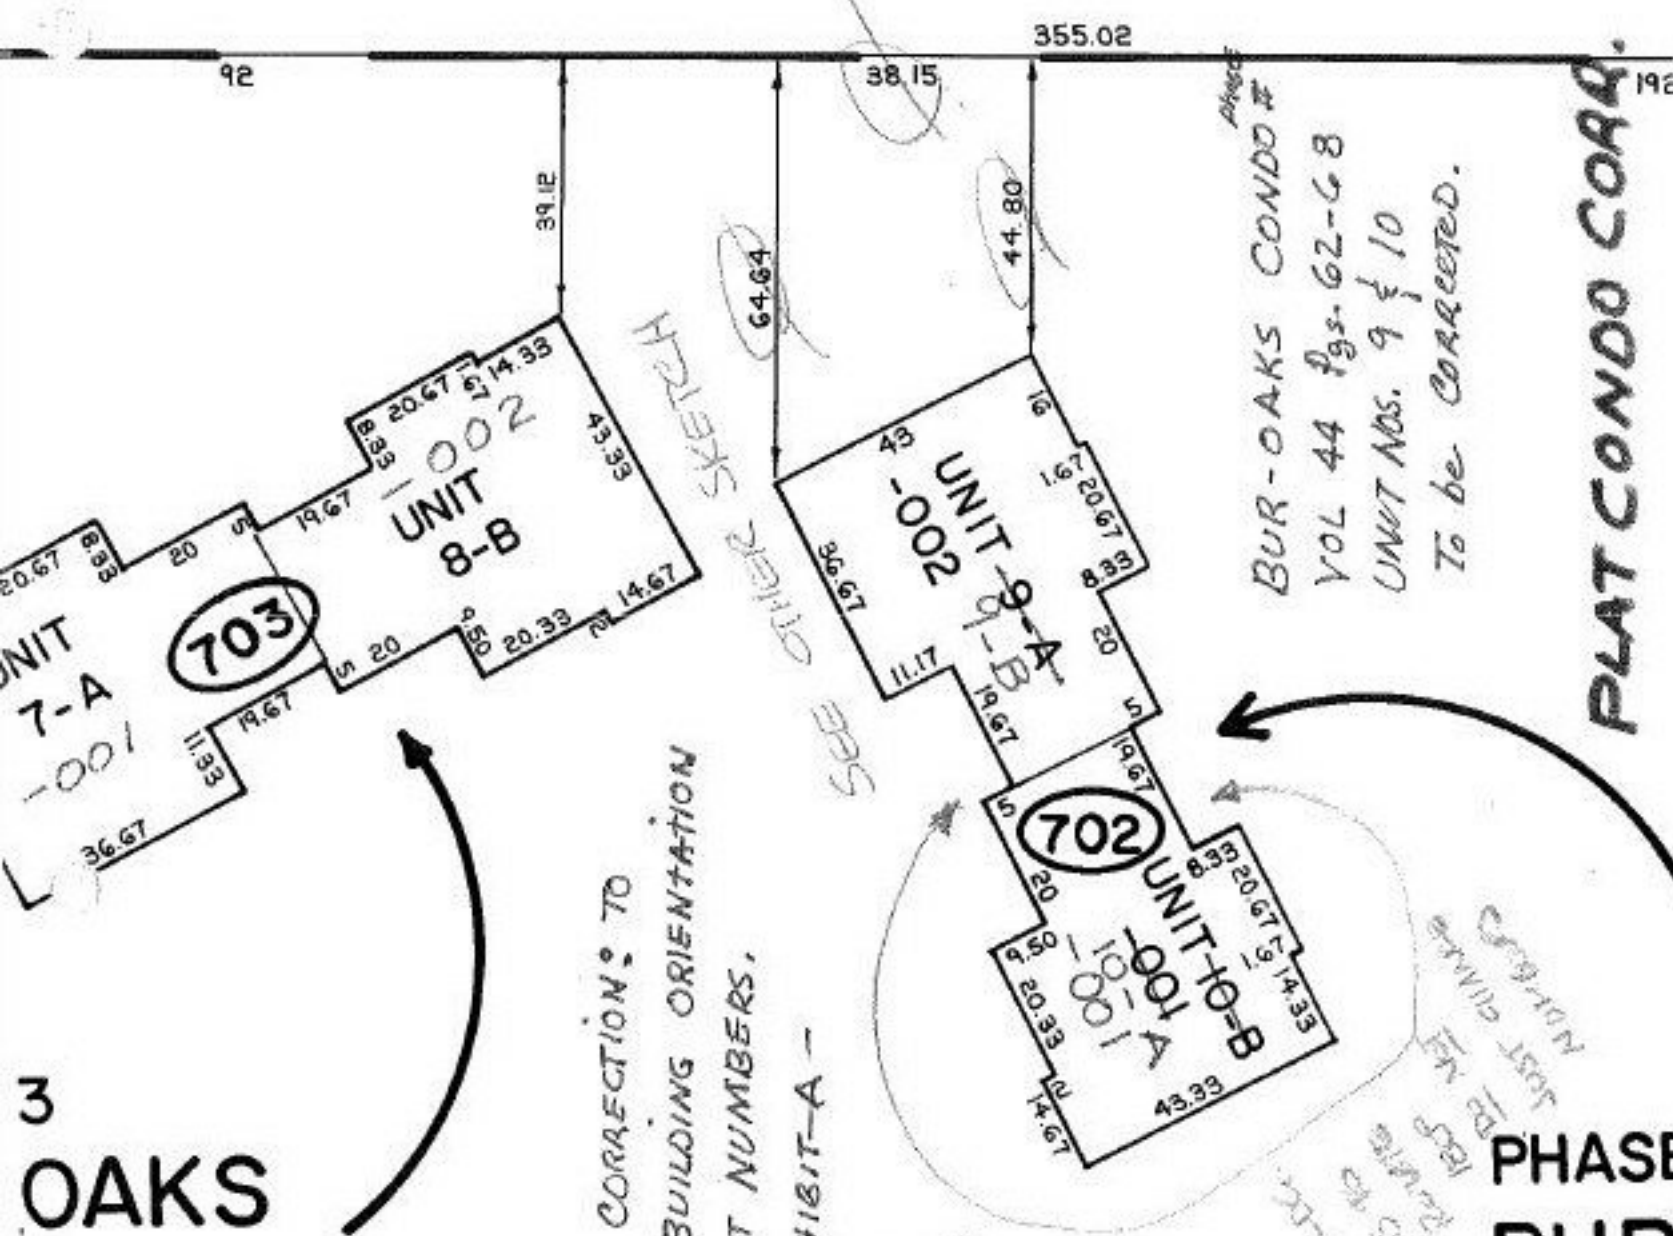 355.02
92
38.15
192
39.12
64.64
44.80
14.33
1.67
20.67
8.33
-002
UNIT
8-B
43.33
19.67
5
14.67
2
20.33
9.50
20
5
703
20.67
8.33
20
UNIT
7-A
-001
19.67
11.33
36.67
SEE OTHER SKETCH
43
16
1.67
20.67
8.33
20
5
UNIT 9-A
-002
9-B
36.67
11.17
19.67
702
5
20
9.50
20.33
2
14.67
19.67
8.33
20.67
1.67
14.33
43.33
UNIT-10-B
-001
10-A
-001
PHASE
BUR-OAKS CONDO #
VOL 44 Pgs. 62-68
UNIT NOS. 9 & 10
To be CORRECTED.
PLAT CONDO CORR.
CORRECTION: TO
BUILDING ORIENTATION
T NUMBERS.
HIBIT-A-
JUST CHANGE
NUMBERS
3
OAKS
PHASE